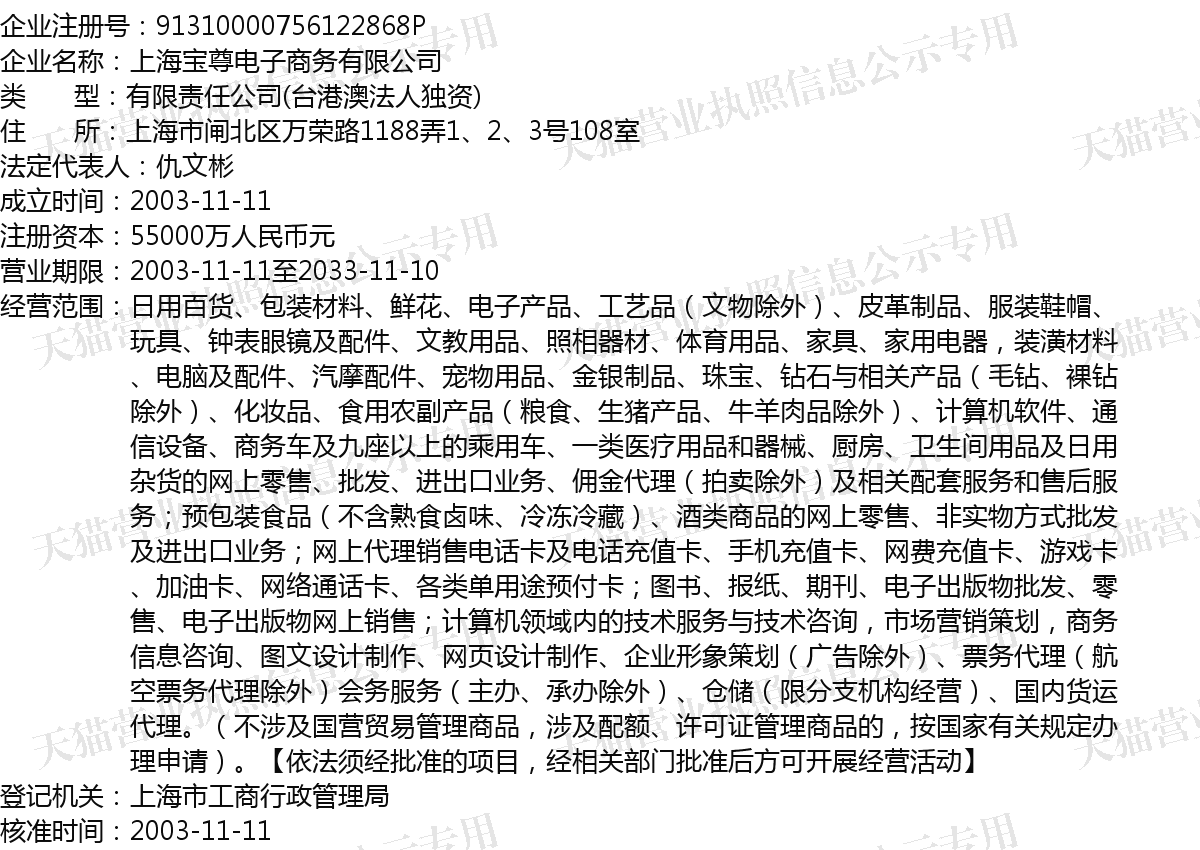 企业注册号：91310000756122868P
企业名称：上海宝尊电子商务有限公司
类　　型：有限责任公司(台港澳法人独资)
住　　所：上海市闸北区万荣路1188弄1、2、3号108室
法定代表人：仇文彬
成立时间：2003-11-11
注册资本：55000万人民币元
营业期限：2003-11-11至2033-11-10
经营范围：日用百货、包装材料、鲜花、电子产品、工艺品（文物除外）、皮革制品、服装鞋帽、
玩具、钟表眼镜及配件、文教用品、照相器材、体育用品、家具、家用电器，装潢材料
、电脑及配件、汽摩配件、宠物用品、金银制品、珠宝、钻石与相关产品（毛钻、裸钻
除外）、化妆品、食用农副产品（粮食、生猪产品、牛羊肉品除外）、计算机软件、通
信设备、商务车及九座以上的乘用车、一类医疗用品和器械、厨房、卫生间用品及日用
杂货的网上零售、批发、进出口业务、佣金代理（拍卖除外）及相关配套服务和售后服
务；预包装食品（不含熟食卤味、冷冻冷藏）、酒类商品的网上零售、非实物方式批发
及进出口业务；网上代理销售电话卡及电话充值卡、手机充值卡、网费充值卡、游戏卡
、加油卡、网络通话卡、各类单用途预付卡；图书、报纸、期刊、电子出版物批发、零
售、电子出版物网上销售；计算机领域内的技术服务与技术咨询，市场营销策划，商务
信息咨询、图文设计制作、网页设计制作、企业形象策划（广告除外）、票务代理（航
空票务代理除外）会务服务（主办、承办除外）、仓储（限分支机构经营）、国内货运
代理。（不涉及国营贸易管理商品，涉及配额、许可证管理商品的，按国家有关规定办
理申请）。【依法须经批准的项目，经相关部门批准后方可开展经营活动】
登记机关：上海市工商行政管理局
核准时间：2003-11-11
天猫营业执照信息公示专用